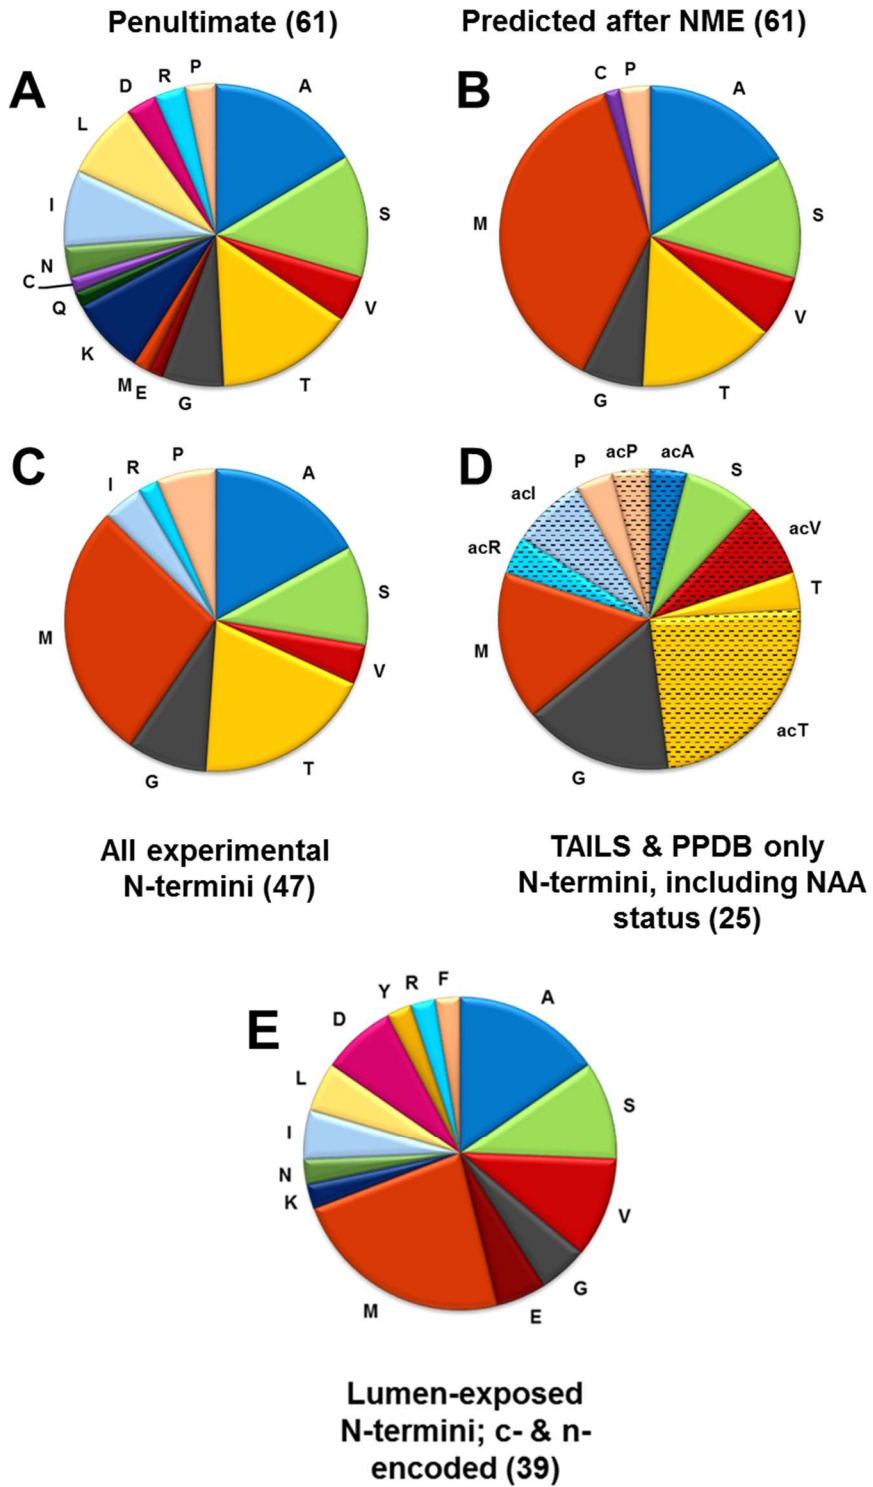 Penultimate (61)
Predicted after NME (61)
A
P
R
D
L
I
N
C
Q
K
M
E
G
T
V
S
A
B
C
P
A
S
V
T
G
M
C
I
R
P
A
S
V
T
G
M
D
acI
P
acP
acA
S
acV
T
acT
G
M
acR
All experimental
N-termini (47)
TAILS & PPDB only
N-termini, including NAA
status (25)
E
D
Y
R
F
A
S
V
G
E
M
K
N
I
L
Lumen-exposed
N-termini; c- & n-
encoded (39)